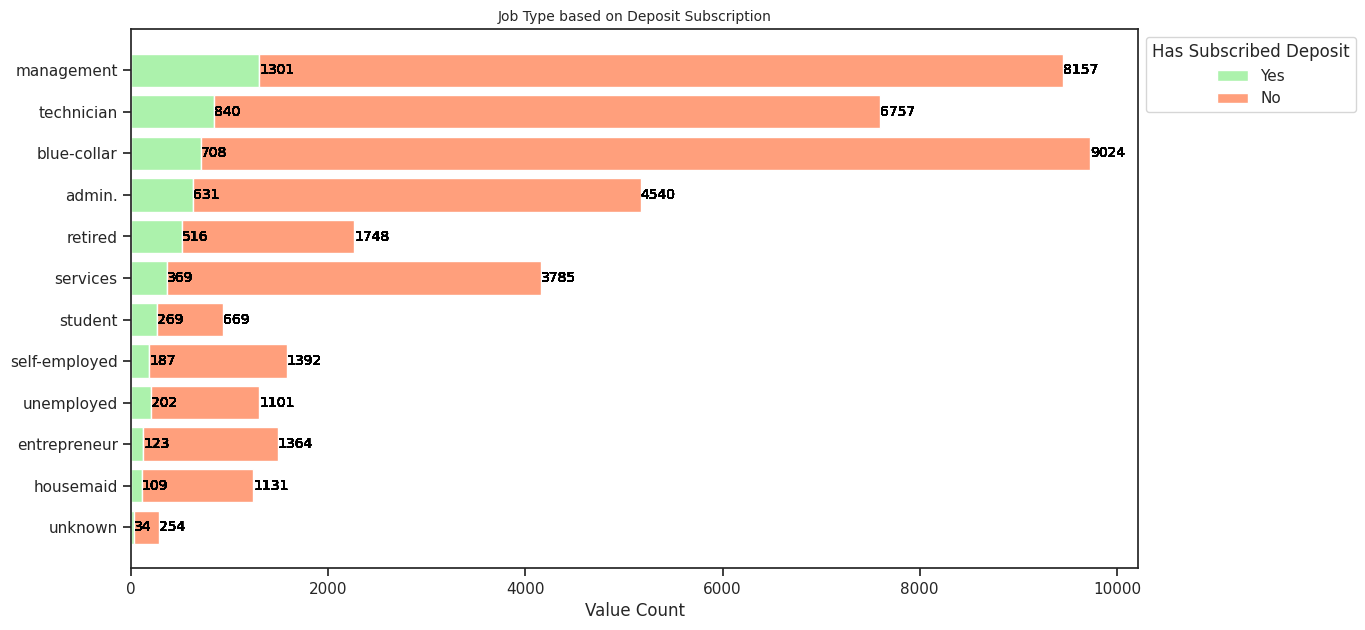 Job Type based on Deposit Subscription
management 1301 8157
technician 840 6757
blue-collar 708 9024
admin. 631 4540
retired 516 1748
services 369 3785
student 269 669
self-employed 187 1392
unemployed 202 1101
entrepreneur 123 1364
housemaid 109 1131
unknown 34 254
0 2000 4000 6000 8000 10000
Value Count
Has Subscribed Deposit
Yes
No